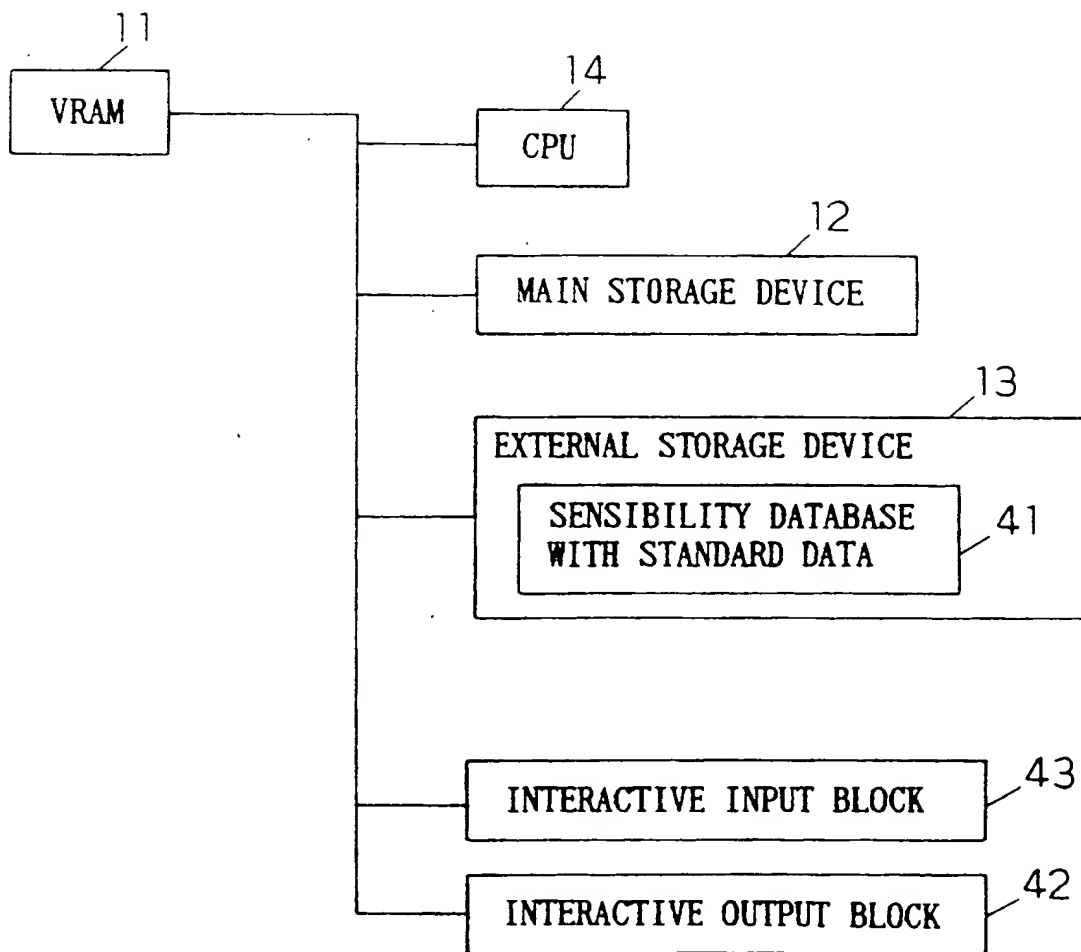 11
VRAM
14
CPU
12
MAIN STORAGE DEVICE
13
EXTERNAL STORAGE DEVICE
SENSIBILITY DATABASE
WITH STANDARD DATA
41
INTERACTIVE INPUT BLOCK
43
INTERACTIVE OUTPUT BLOCK
42